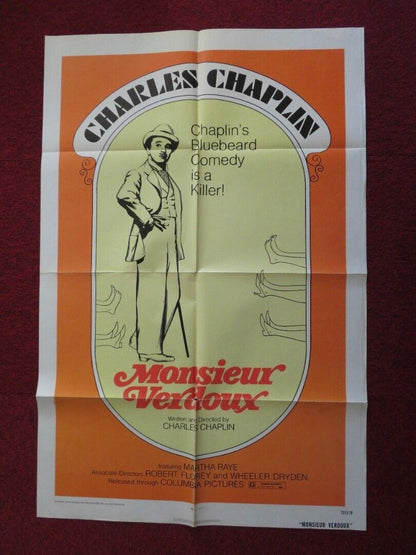 CHARLES CHAPLIN
Chaplin's
Bluebeard
Comedy
is a
Killer!
Monsieur
Verdoux
Written and Directed by
CHARLES CHAPLIN
featuring MARTHA RAYE
Associate Directors ROBERT FLOREY and WHEELER DRYDEN
Released through COLUMBIA PICTURES
"MONSIEUR VERDOUX"